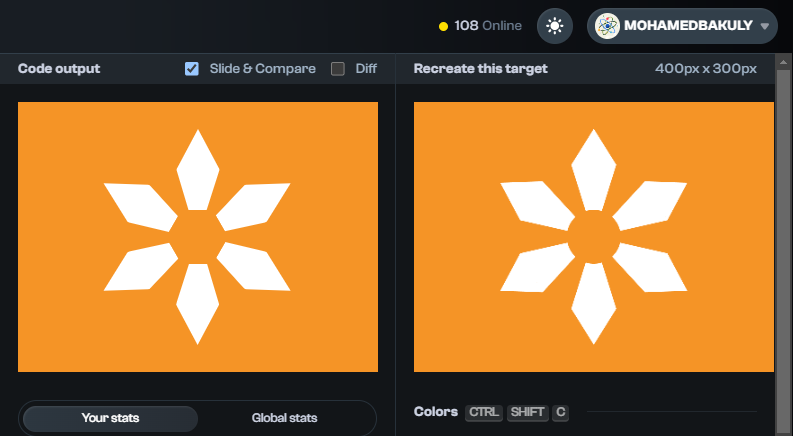 108 Online
MOHAMEDBAKULY
Code output
Slide & Compare
Diff
Recreate this target
400px x 300px
Your stats
Global stats
Colors CTRL SHIFT C